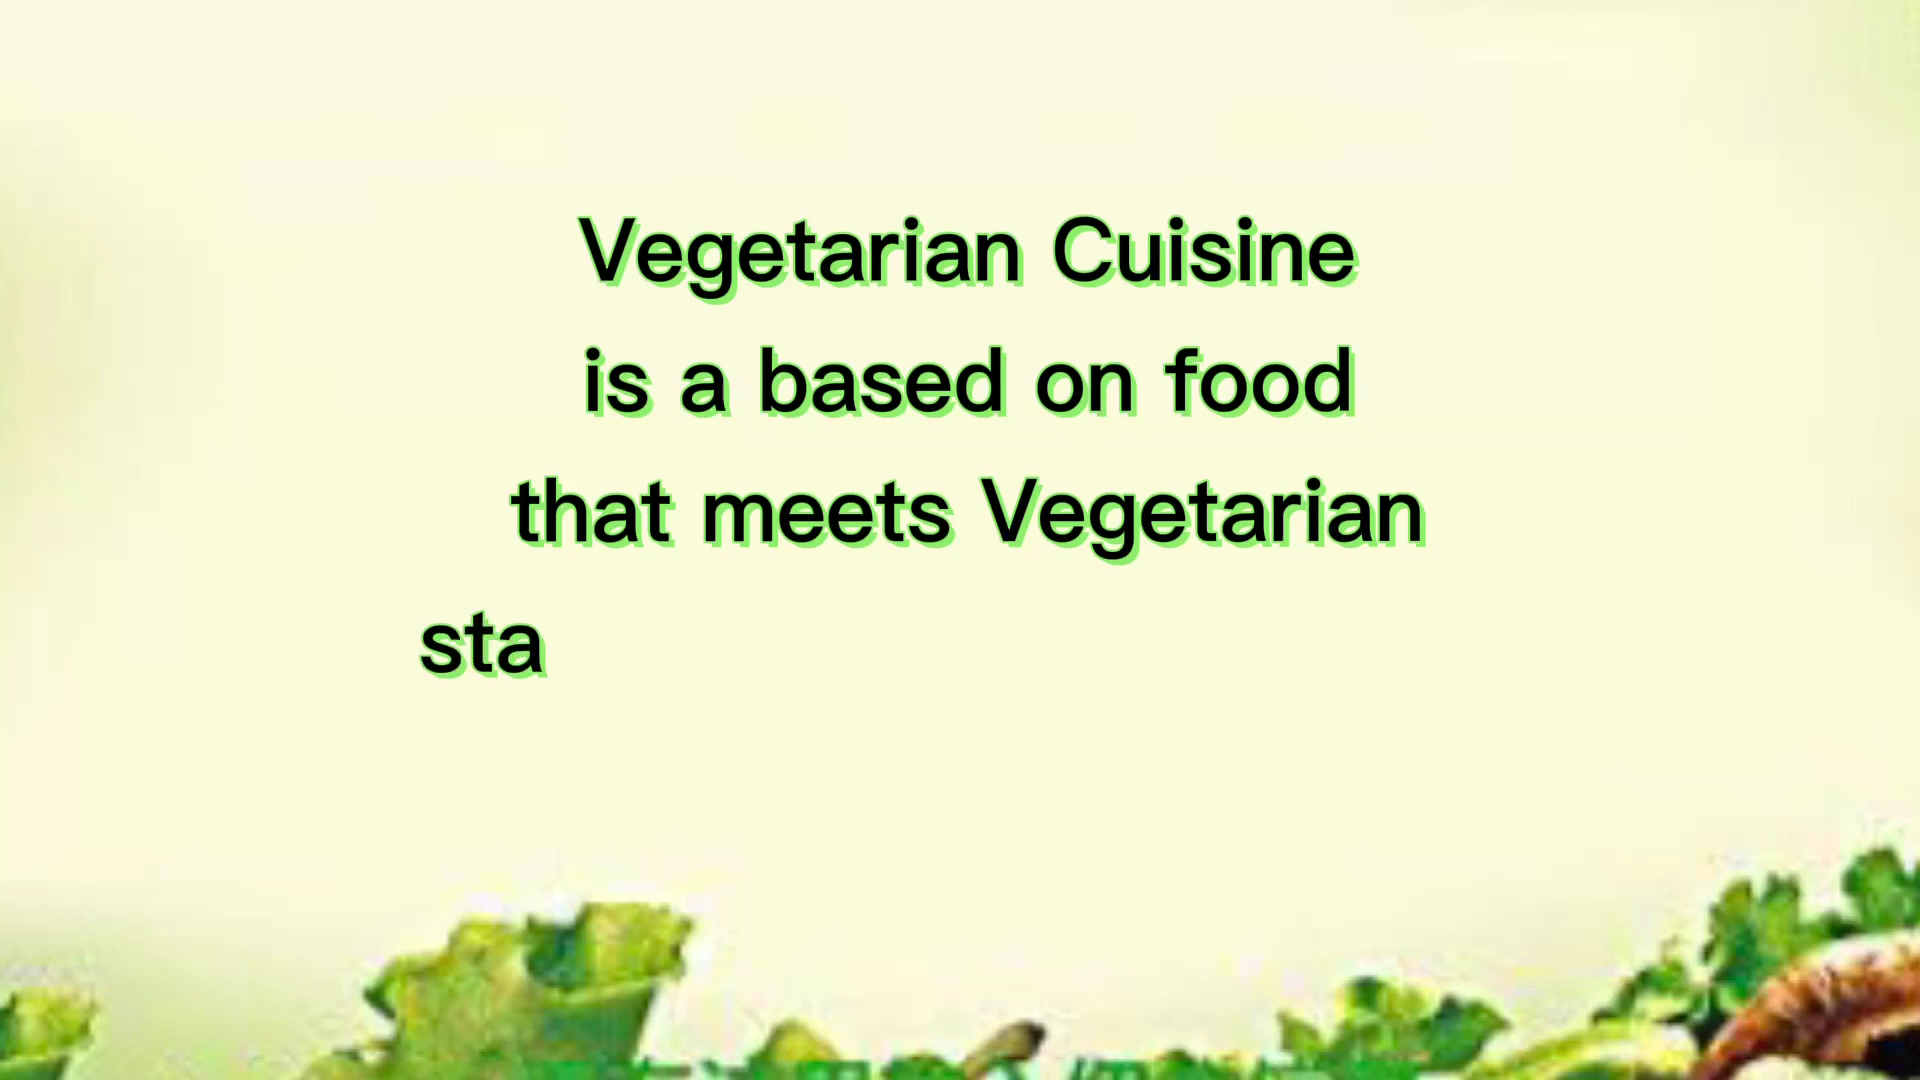 Vegetarian Cuisine
is a based on food
that meets Vegetarian
sta